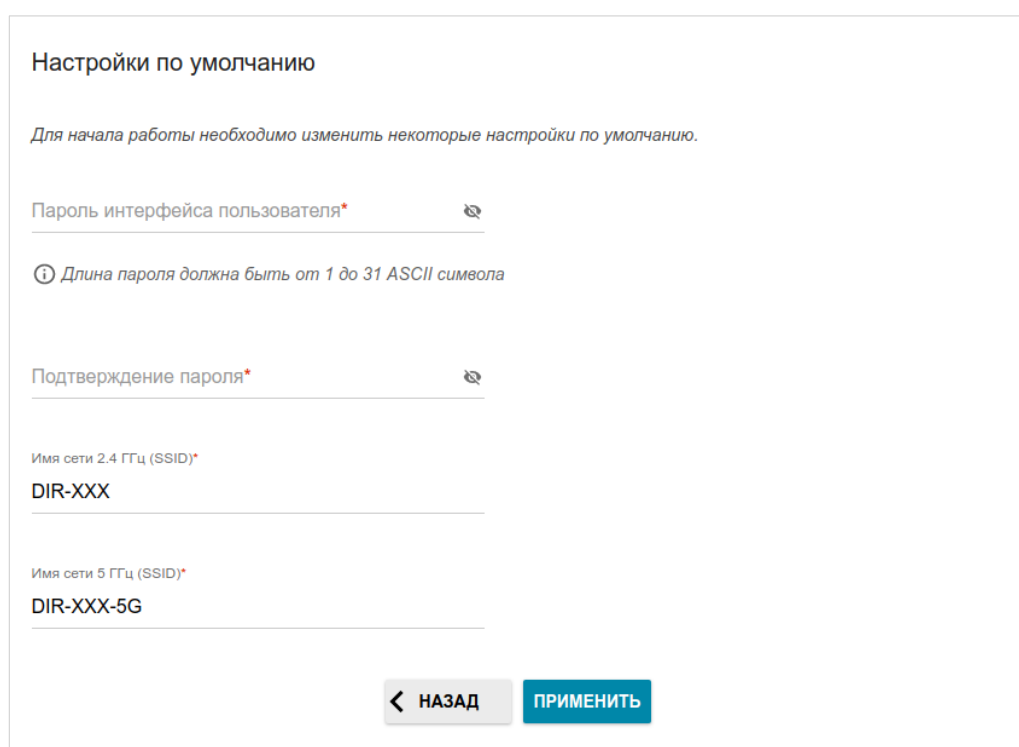 Настройки по умолчанию
Для начала работы необходимо изменить некоторые настройки по умолчанию.
Пароль интерфейса пользователя*
Длина пароля должна быть от 1 до 31 ASCII символа
Подтверждение пароля*
Имя сети 2.4 ГГц (SSID)*
DIR-XXX
Имя сети 5 ГГц (SSID)*
DIR-XXX-5G
НАЗАД ПРИМЕНИТЬ